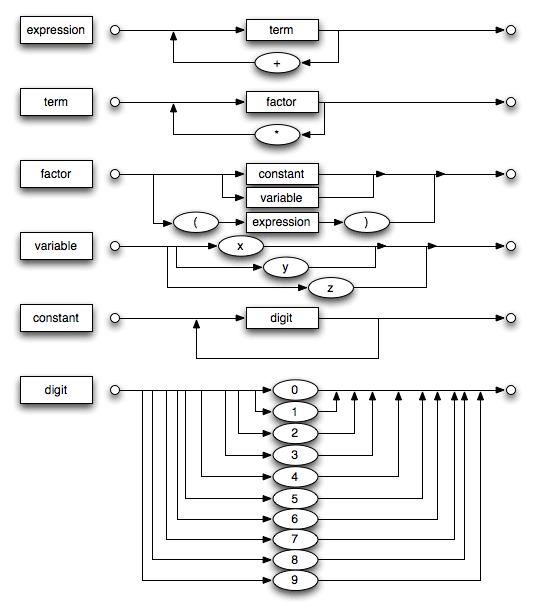 expression term
+
term factor
*
factor constant
variable
( expression )
variable x
y
z
constant digit
digit 0
1
2
3
4
5
6
7
8
9